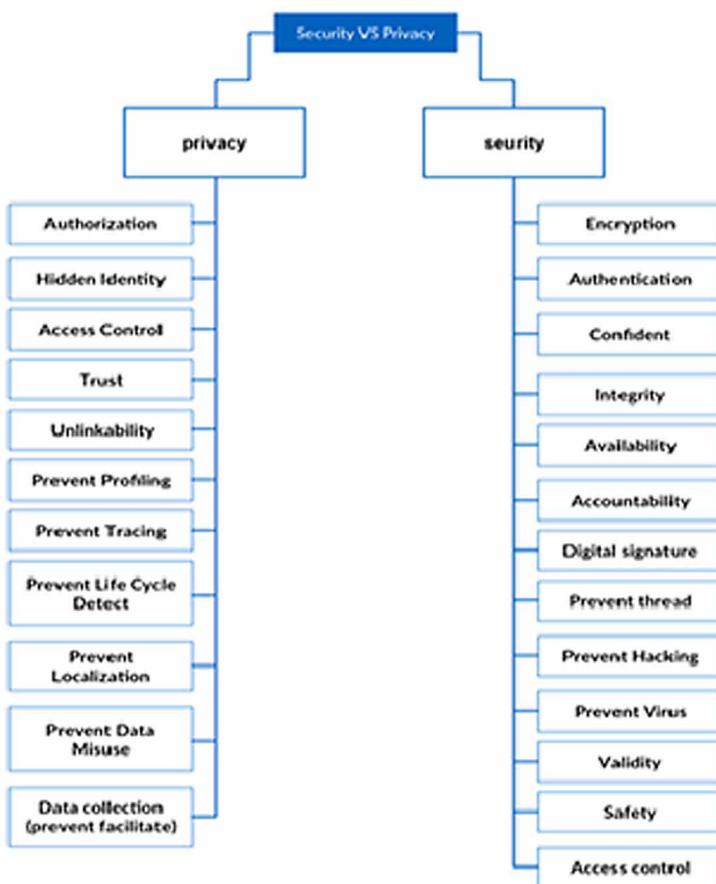 Security VS Privacy
privacy
seurity
Authorization
Hidden Identity
Access Control
Trust
Unlinkability
Prevent Profiling
Prevent Tracing
Prevent Life Cycle
Detect
Prevent
Localization
Prevent Data
Misuse
Data collection
(prevent facilitate)
Encryption
Authentication
Confident
Integrity
Availability
Accountability
Digital signature
Prevent thread
Prevent Hacking
Prevent Virus
Validity
Safety
Access control